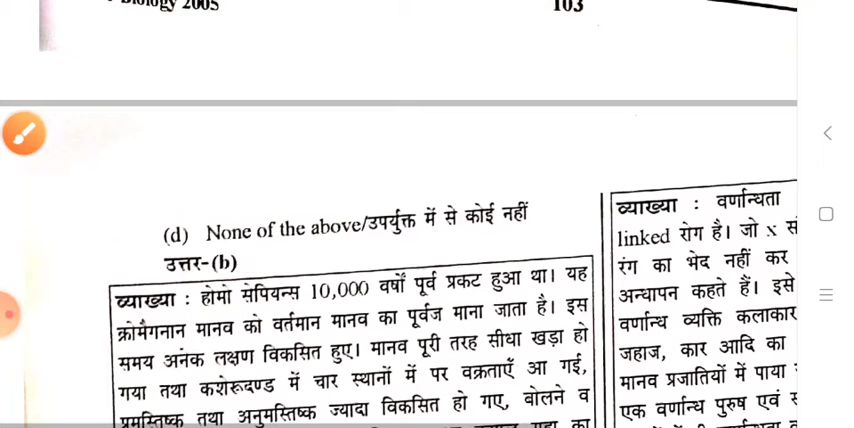 Biology 2005
103
(d) None of the above/उपर्युक्त में से कोई नहीं
उत्तर-(b)
व्याख्या : होमो सेपियन्स 10,000 वर्षों पूर्व प्रकट हुआ था। यह
क्रोमैगनान मानव को वर्तमान मानव का पूर्वज माना जाता है। इस
समय अनेक लक्षण विकसित हुए। मानव पूरी तरह सीधा खड़ा हो
गया तथा कशेरूदण्ड में चार स्थानों में पर वक्रताएँ आ गई,
प्रमस्तिष्क तथा अनुमस्तिष्क ज्यादा विकसित हो गए, बोलने व
व्याख्या : वर्णान्धता
linked रोग है। जो x
रंग का भेद नहीं कर
अन्धापन कहते हैं। इसे
वर्णान्ध व्यक्ति कलाकार
जहाज, कार आदि का
मानव प्रजातियों में पाया
एक वर्णान्ध पुरुष एवं